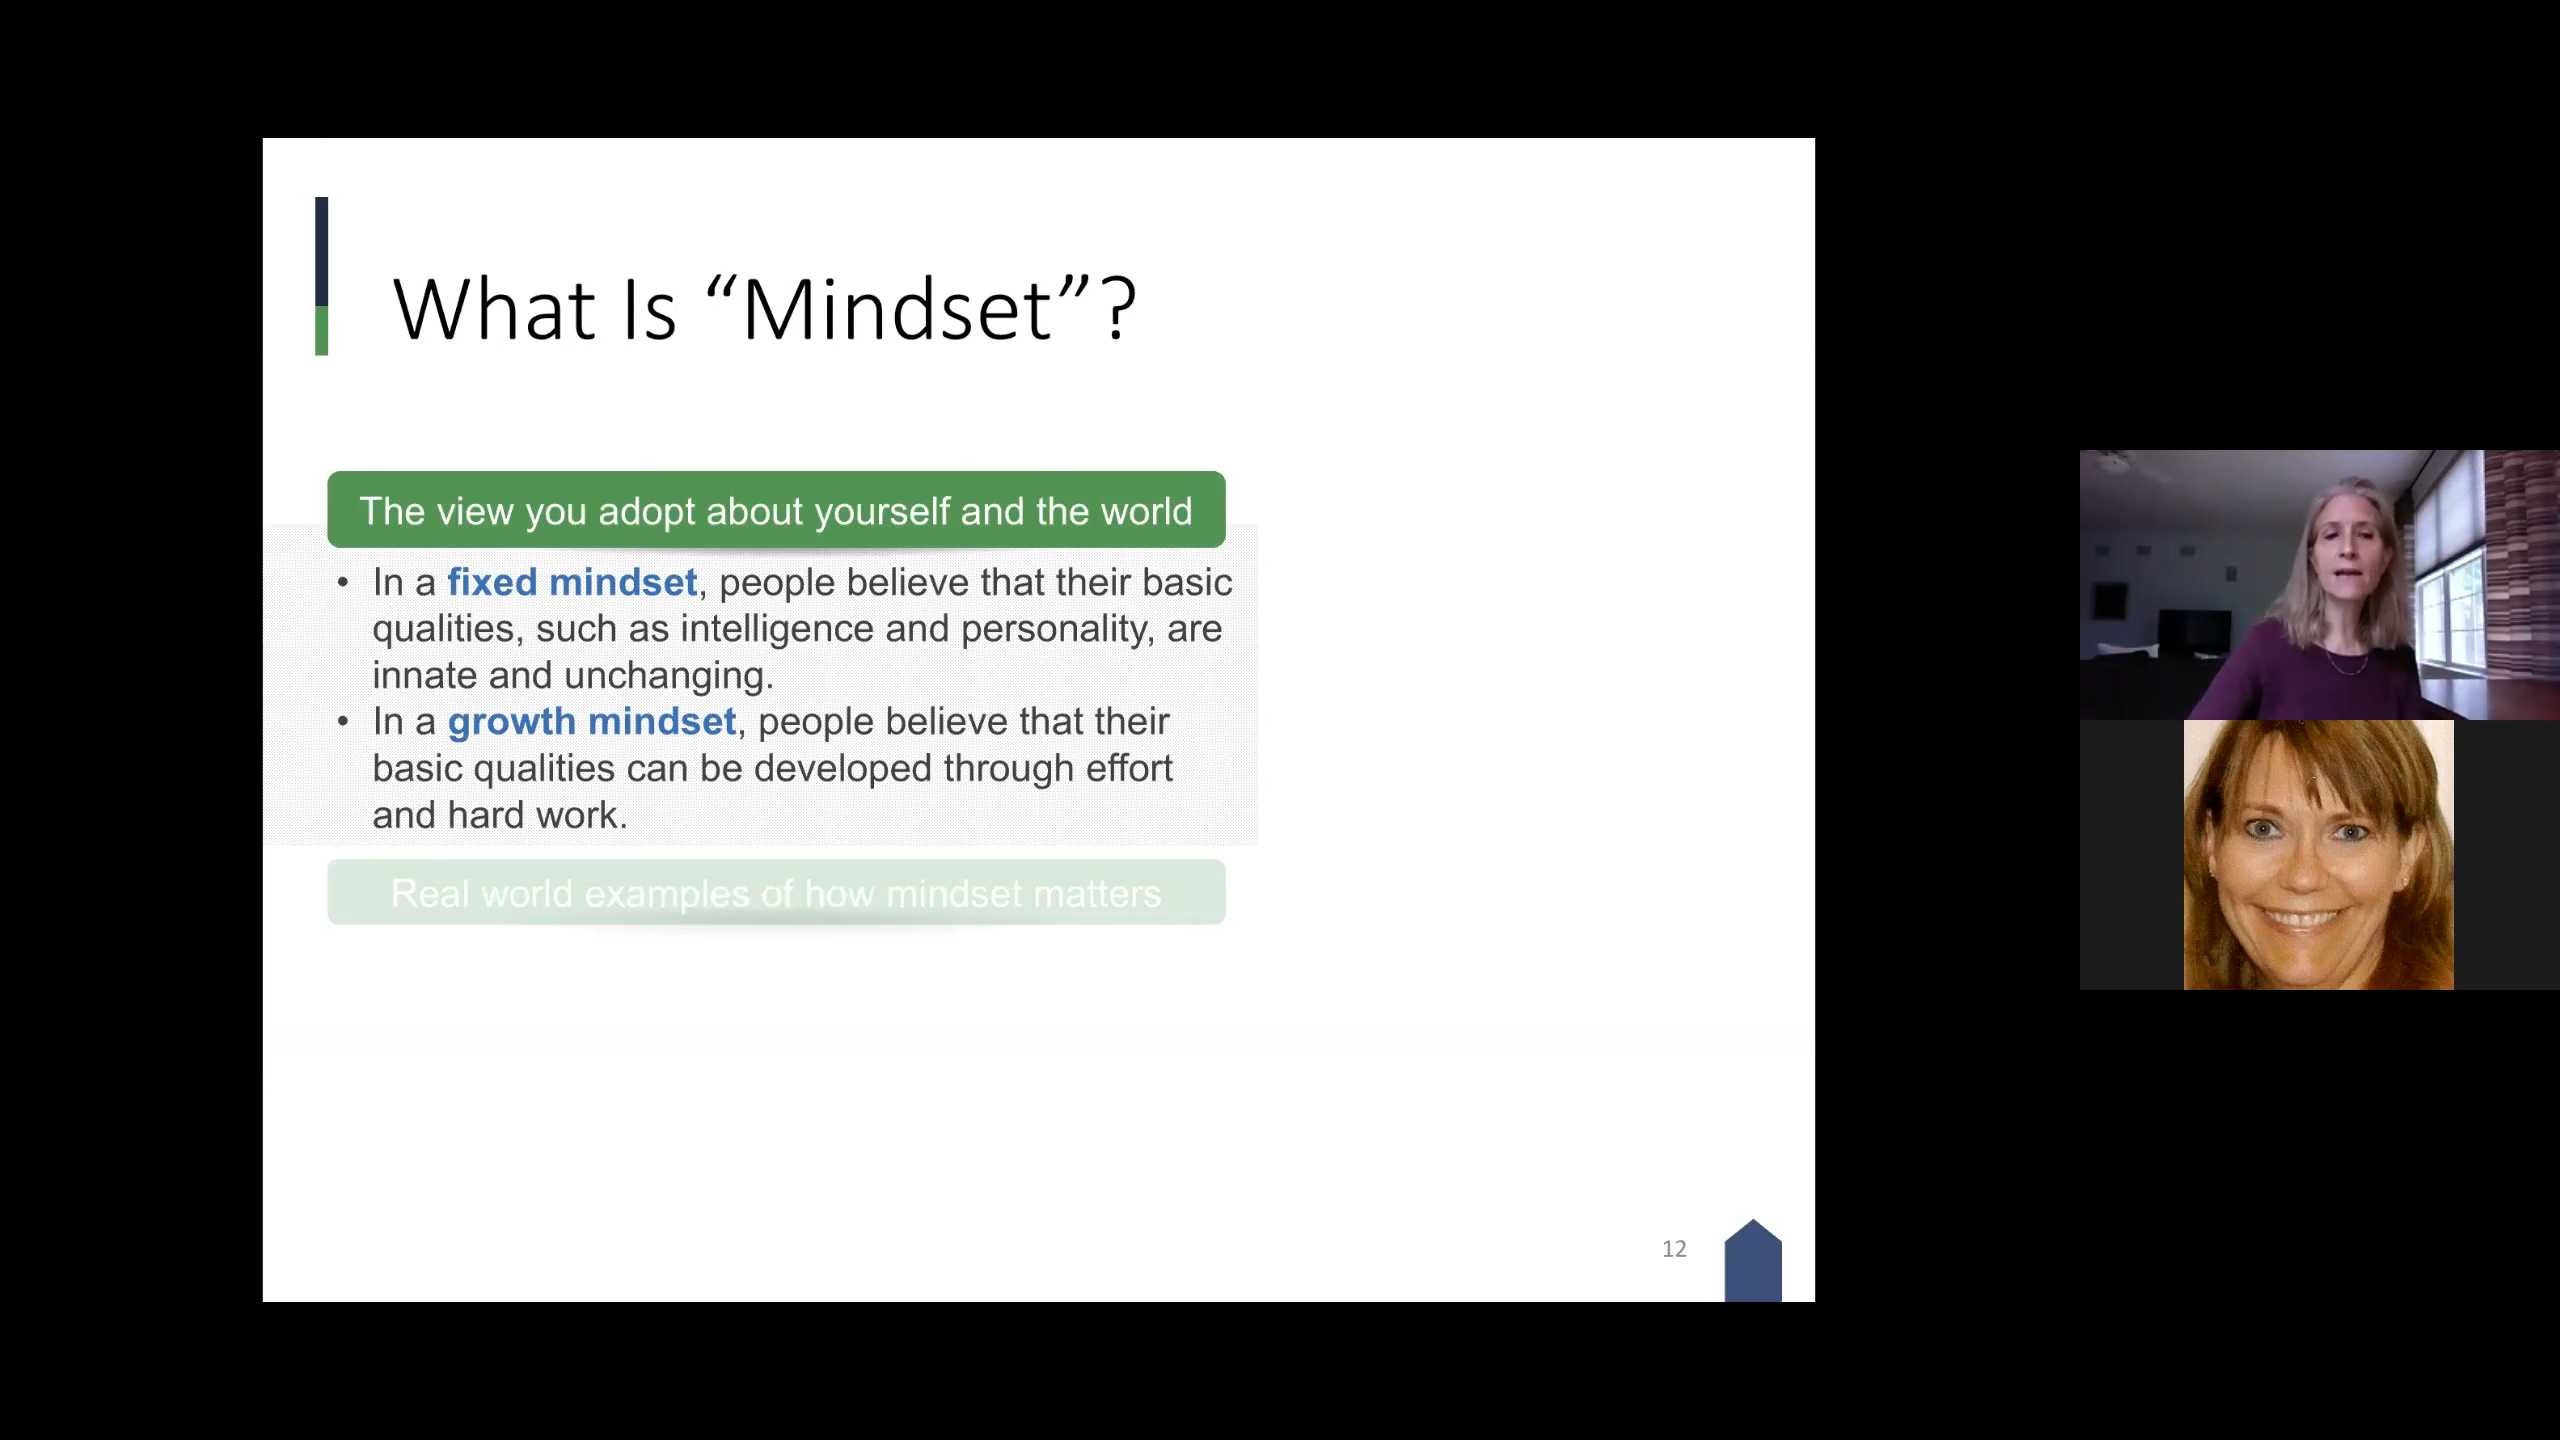 What Is “Mindset”?
The view you adopt about yourself and the world
• In a fixed mindset, people believe that their basic
qualities, such as intelligence and personality, are
innate and unchanging.
• In a growth mindset, people believe that their
basic qualities can be developed through effort
and hard work.
Real world examples of how mindset matters
12